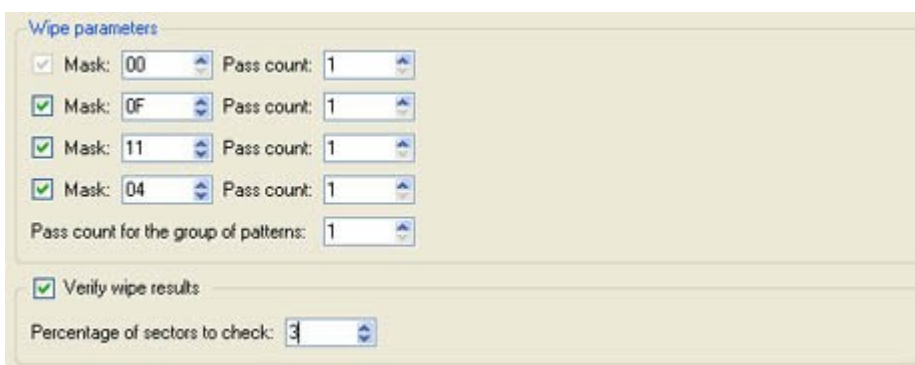 Wipe parameters
Mask: 00 Pass count: 1
Mask: 0F Pass count: 1
Mask: 11 Pass count: 1
Mask: 04 Pass count: 1
Pass count for the group of patterns: 1
Verify wipe results
Percentage of sectors to check: 3